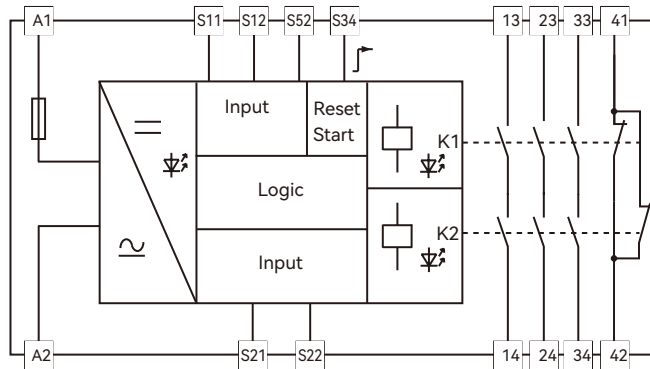 A1 S11 S12 S52 S34 13 23 33 41
Input Reset
Start
K1
Logic
K2
Input
A2 S21 S22 14 24 34 42